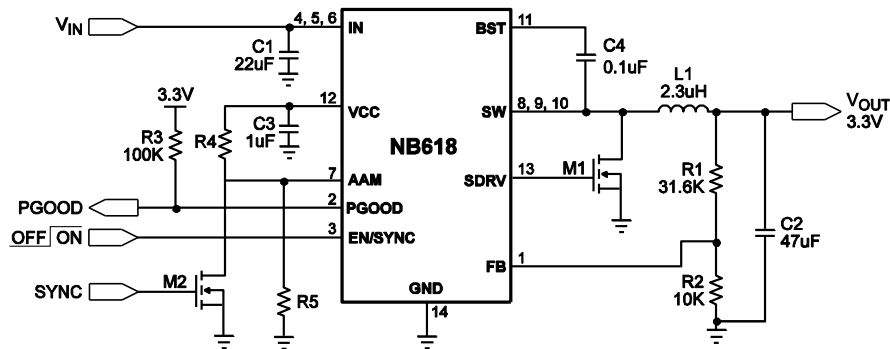 VIN
4, 5, 6
IN
C1
22uF
BST
11
C4
0.1uF
L1
2.3uH
3.3V
12
VCC
C3
1uF
R3
100K
R4
NB618
SW
8, 9, 10
VOUT
3.3V
7
AAM
SDRV
13
M1
R1
31.6K
PGOOD
2
PGOOD
OFF ON
3
EN/SYNC
C2
47uF
FB
1
M2
SYNC
R5
GND
14
R2
10K